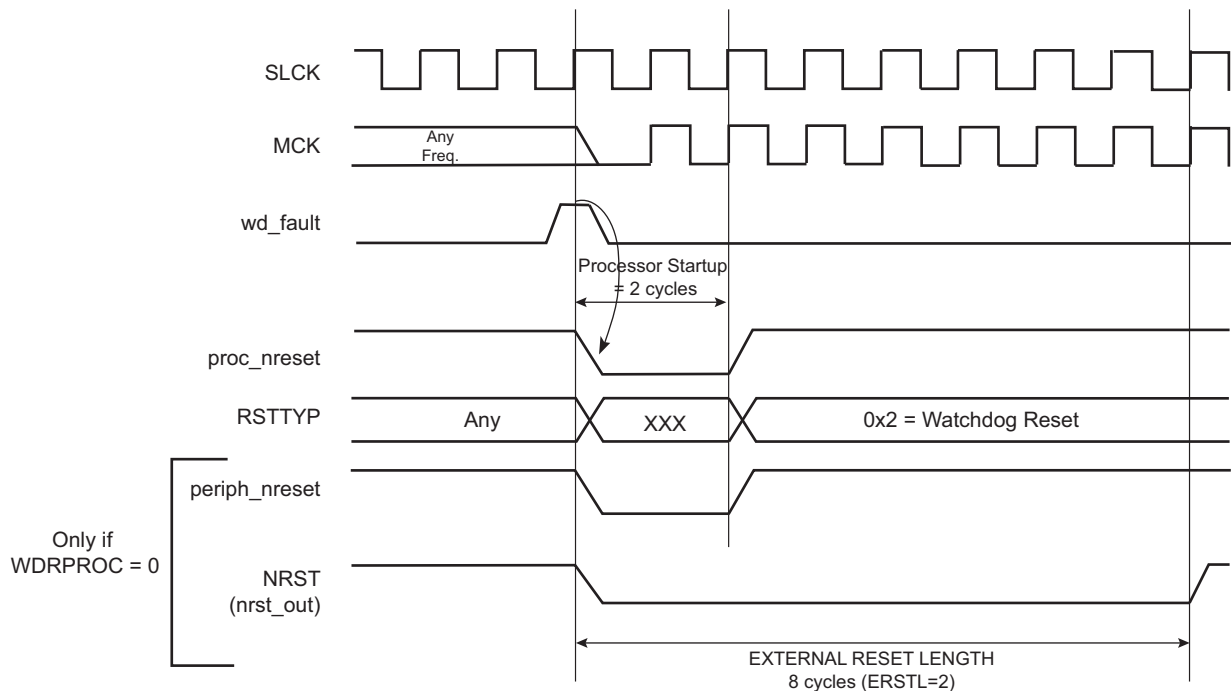 SLCK
MCK
Any
Freq.
wd_fault
Processor Startup
= 2 cycles
proc_nreset
RSTTYP
Any
XXX
0x2 = Watchdog Reset
periph_nreset
Only if
WDRPROC = 0
NRST
(nrst_out)
EXTERNAL RESET LENGTH
8 cycles (ERSTL=2)